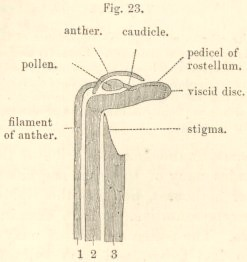 Fig. 23.
anther. caudicle.
pollen.
pedicel of
rostellum.
viscid disc.
filament
of anther.
stigma.
1 2 3